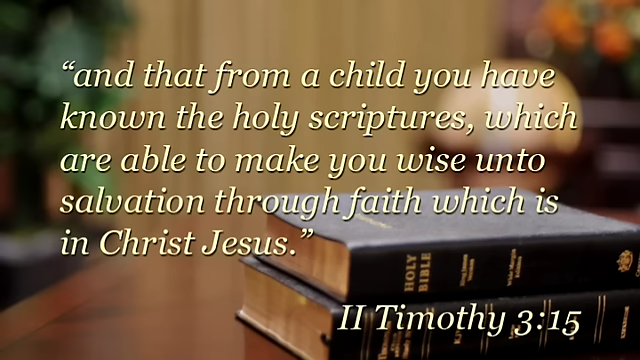 “and that from a child you have
known the holy scriptures, which
are able to make you wise unto
salvation through faith which is
in Christ Jesus.”
HOLY
BIBLE
II Timothy 3:15